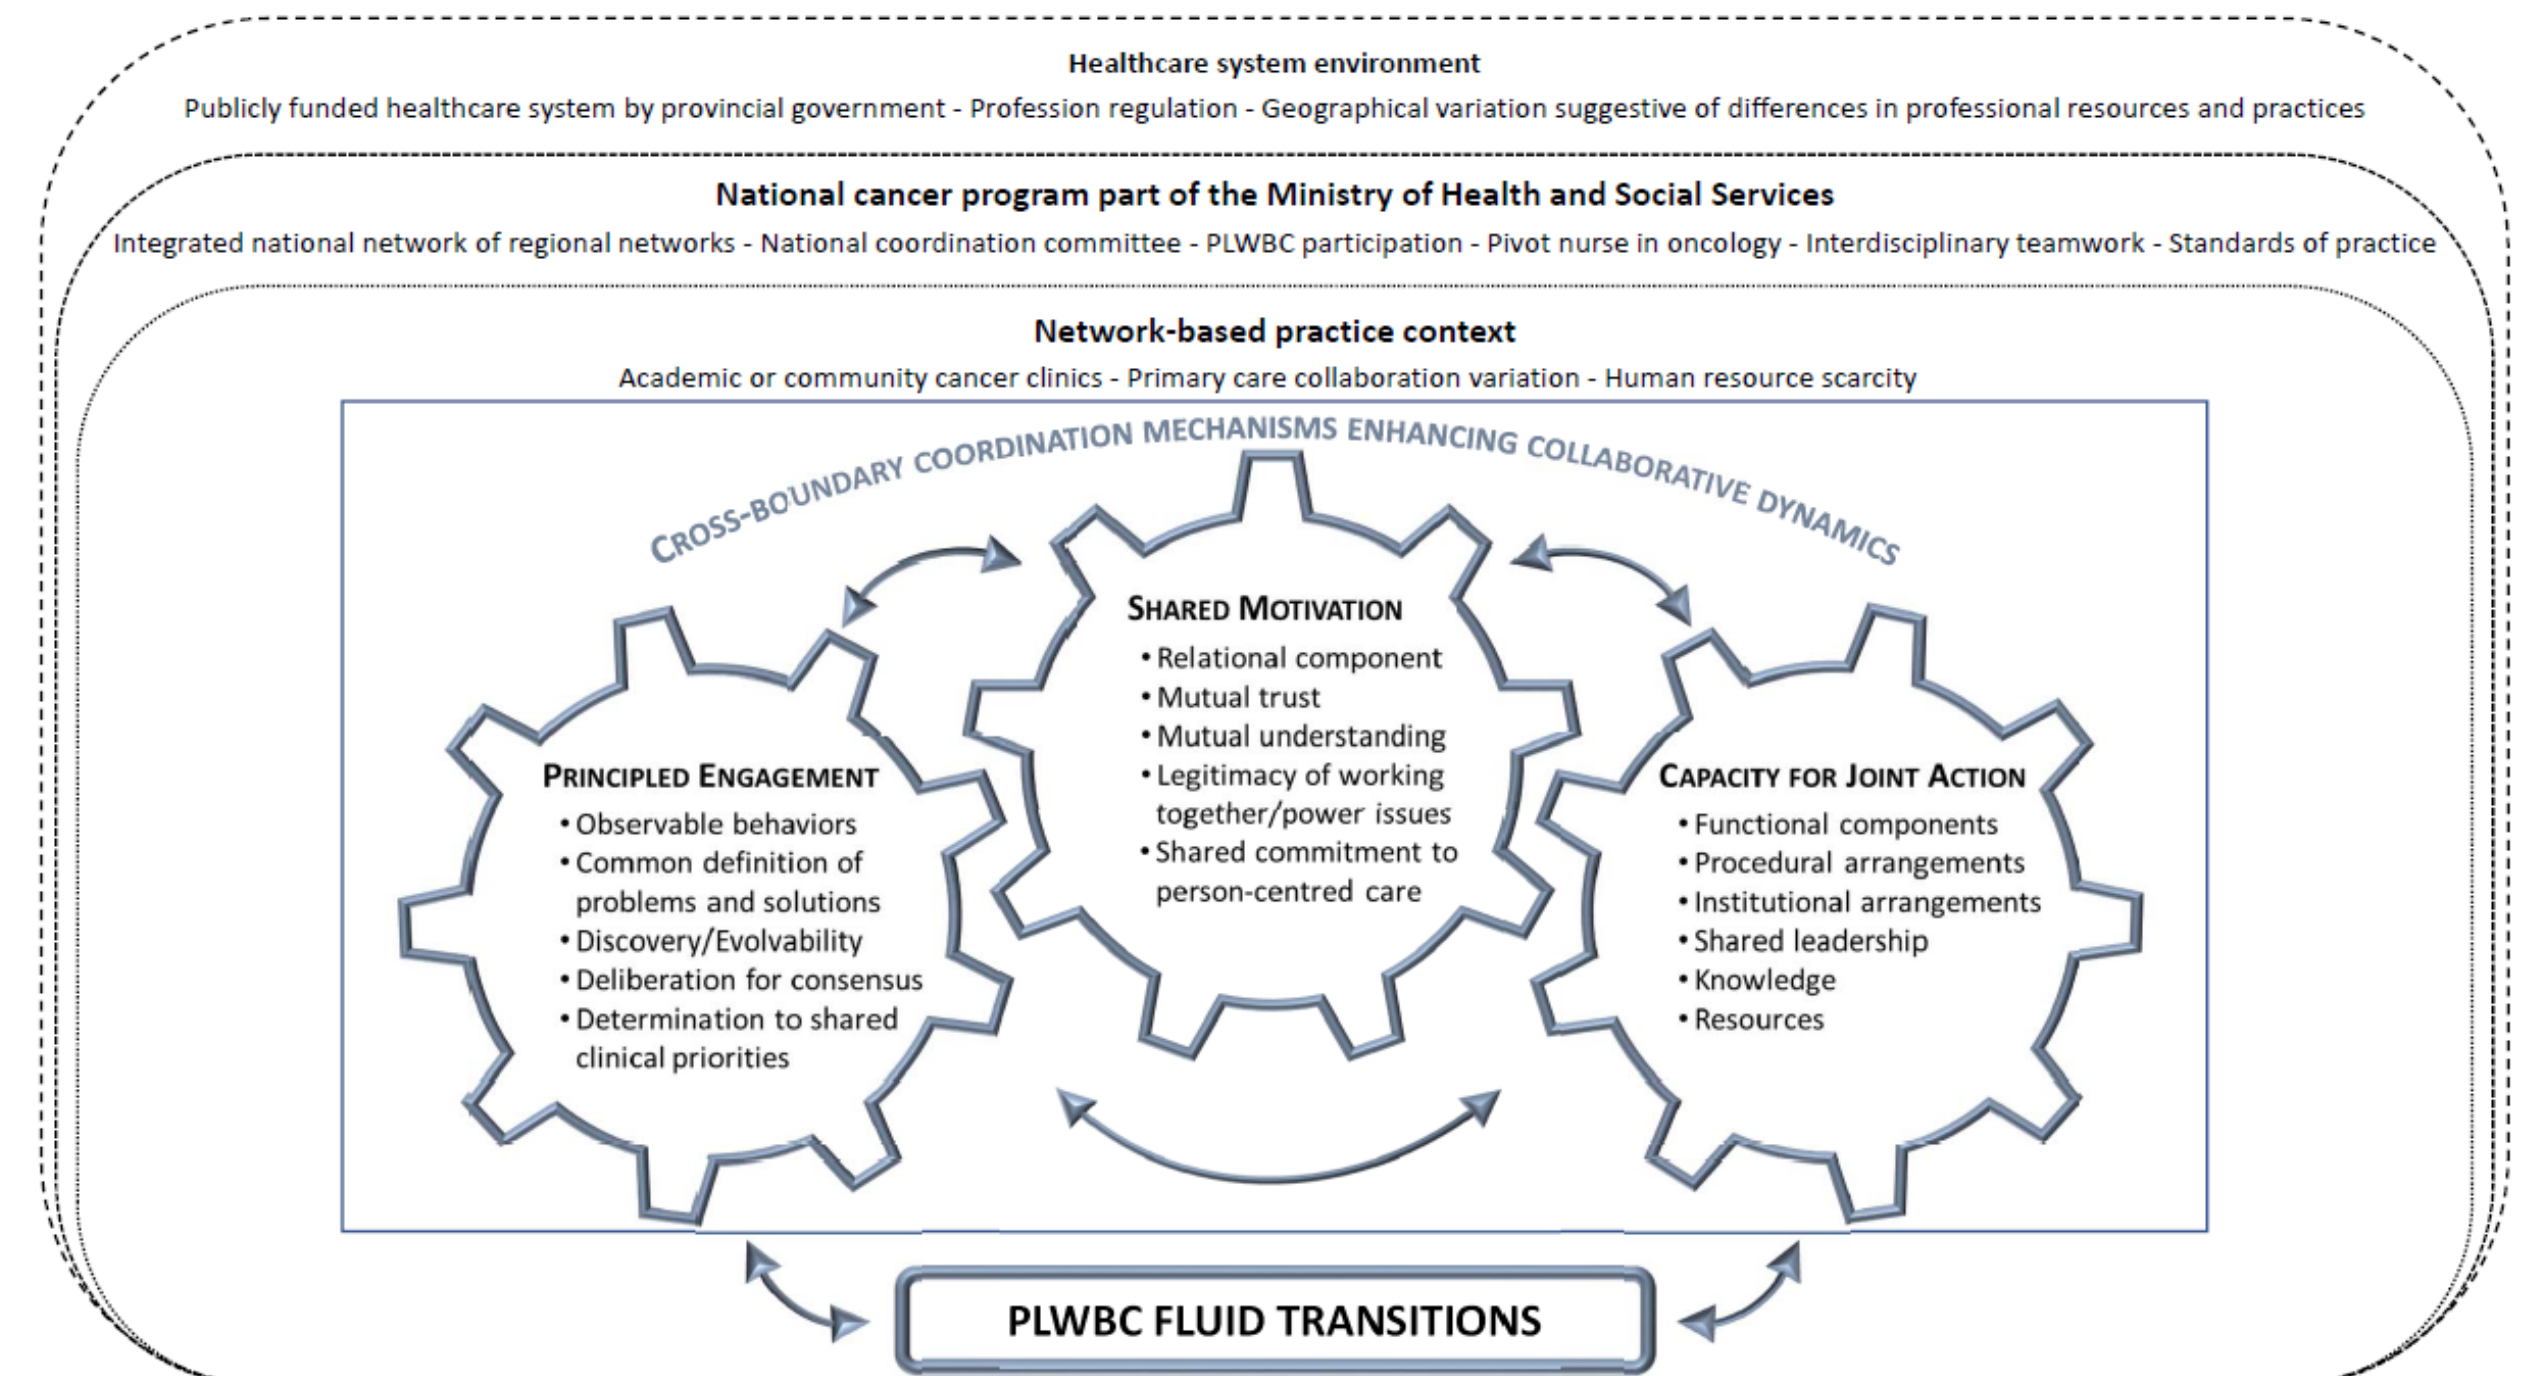 Healthcare system environment
Publicly funded healthcare system by provincial government - Profession regulation - Geographical variation suggestive of differences in professional resources and practices
National cancer program part of the Ministry of Health and Social Services
Integrated national network of regional networks - National coordination committee - PLWBC participation - Pivot nurse in oncology - Interdisciplinary teamwork - Standards of practice
Network-based practice context
Academic or community cancer clinics - Primary care collaboration variation - Human resource scarcity
CROSS-BOUNDARY COORDINATION MECHANISMS ENHANCING COLLABORATIVE DYNAMICS
PRINCIPLED ENGAGEMENT
• Observable behaviors
• Common definition of
problems and solutions
• Discovery/Evolvability
• Deliberation for consensus
• Determination to shared
clinical priorities
SHARED MOTIVATION
• Relational component
• Mutual trust
• Mutual understanding
• Legitimacy of working
together/power issues
• Shared commitment to
person-centred care
CAPACITY FOR JOINT ACTION
• Functional components
• Procedural arrangements
• Institutional arrangements
• Shared leadership
• Knowledge
• Resources
PLWBC FLUID TRANSITIONS